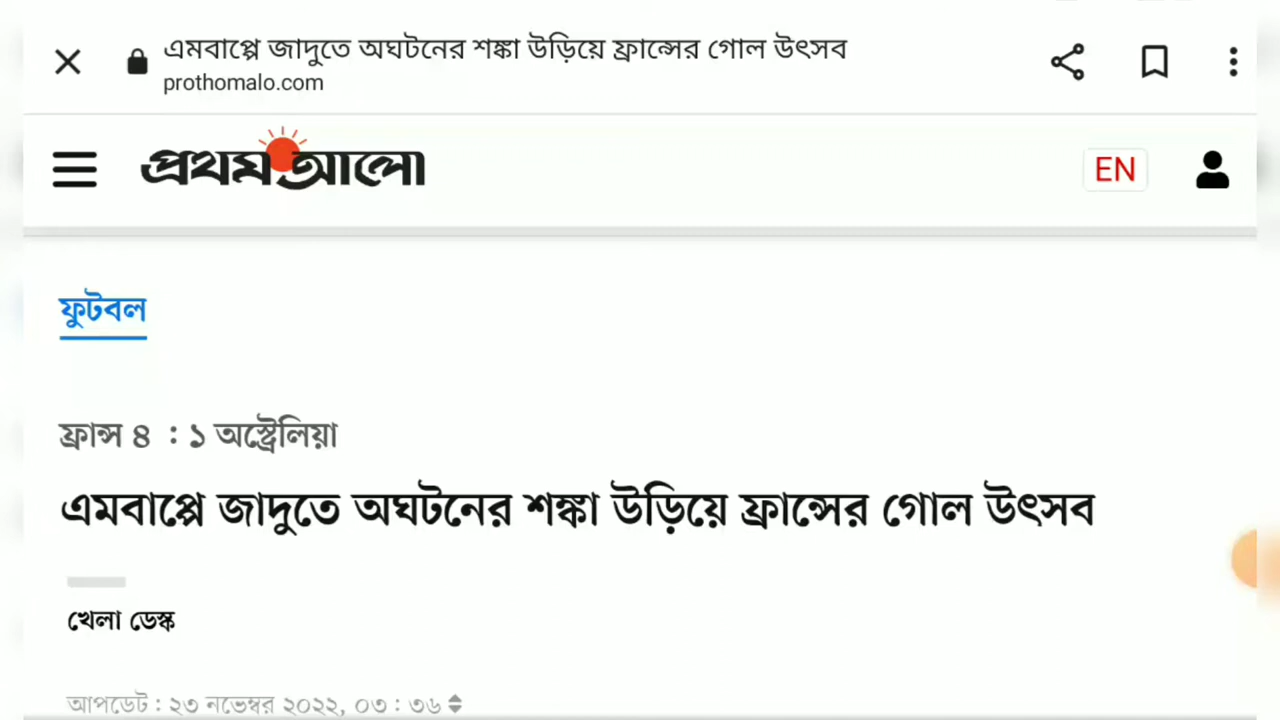 এমবাপ্পে জাদুতে অঘটনের শঙ্কা উড়িয়ে ফ্রান্সের গোল উৎসব
prothomalo.com
প্রথম আলো
EN
ফুটবল
ফ্রান্স ৪ : ১ অস্ট্রেলিয়া
এমবাপ্পে জাদুতে অঘটনের শঙ্কা উড়িয়ে ফ্রান্সের গোল উৎসব
খেলা ডেস্ক
আপডেট : ২৩ নভেম্বর ২০২২, ০৩ : ৩৬